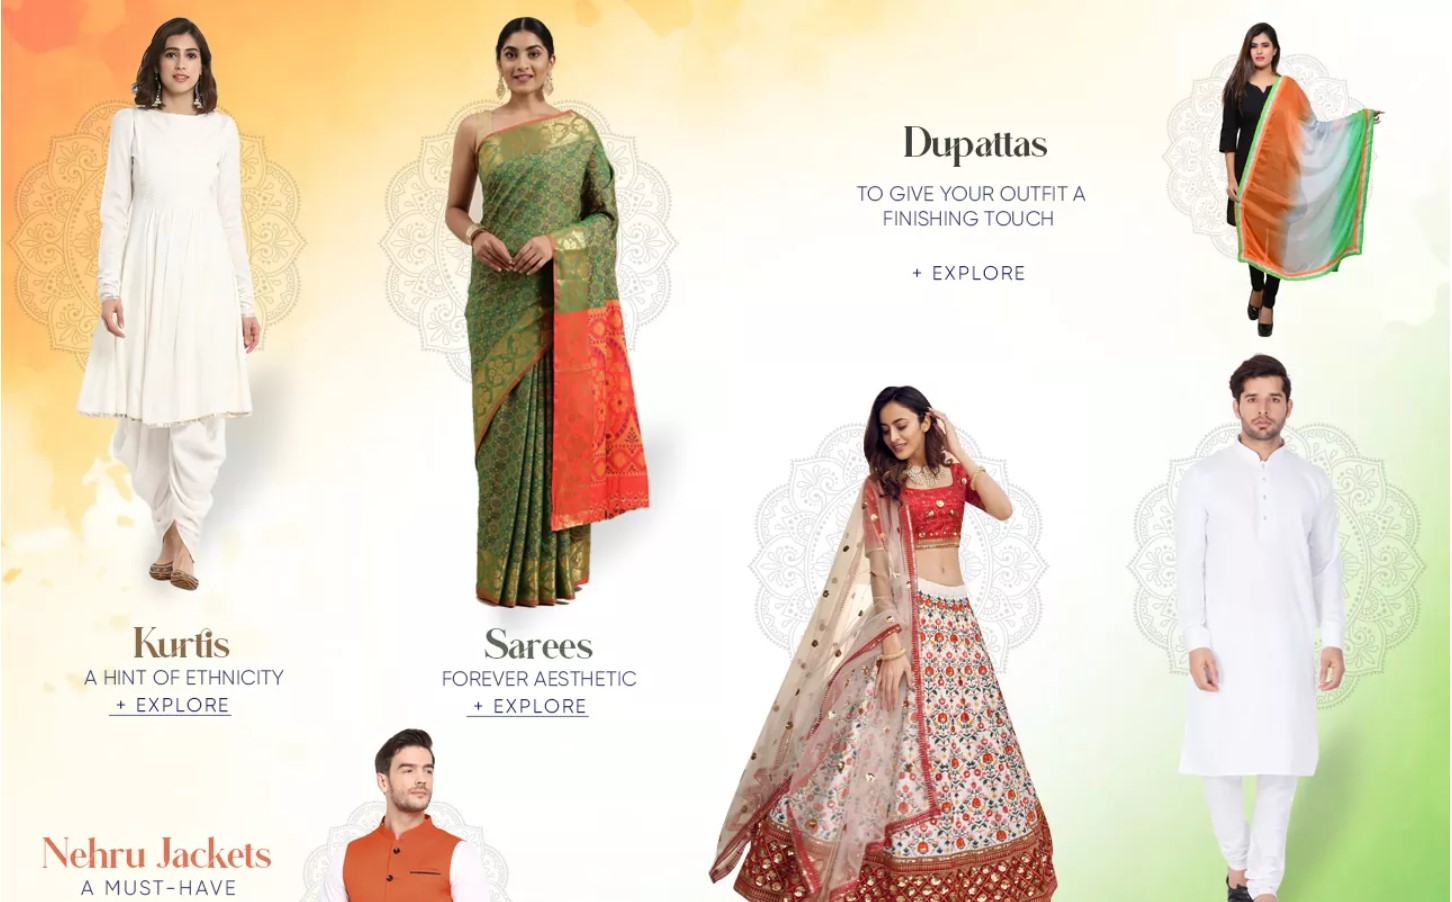 Dupattas
TO GIVE YOUR OUTFIT A
FINISHING TOUCH
+ EXPLORE
Kurtis
A HINT OF ETHNICITY
+ EXPLORE
Sarees
FOREVER AESTHETIC
+ EXPLORE
Nehru Jackets
A MUST-HAVE